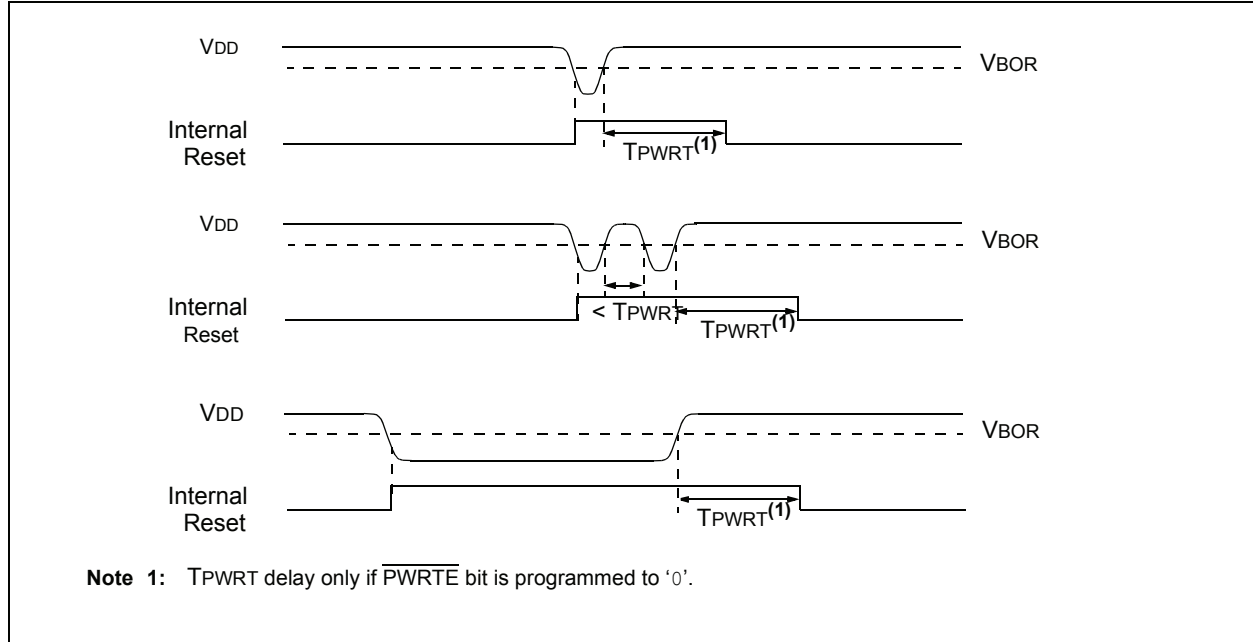 VDD
VBOR
Internal
Reset
TPWRT(1)
VDD
VBOR
Internal
Reset
< TPWRT
TPWRT(1)
VDD
VBOR
Internal
Reset
TPWRT(1)
Note 1: TPWRT delay only if PWRTE bit is programmed to ‘0’.